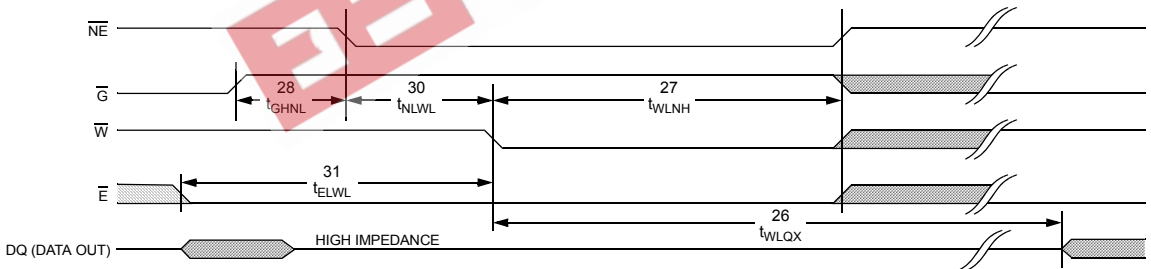 NE
G
28
30
27
tGHNL
tNLWL
tWLNH
W
31
tELWL
E
26
tWLQX
DQ (DATA OUT)
HIGH IMPEDANCE